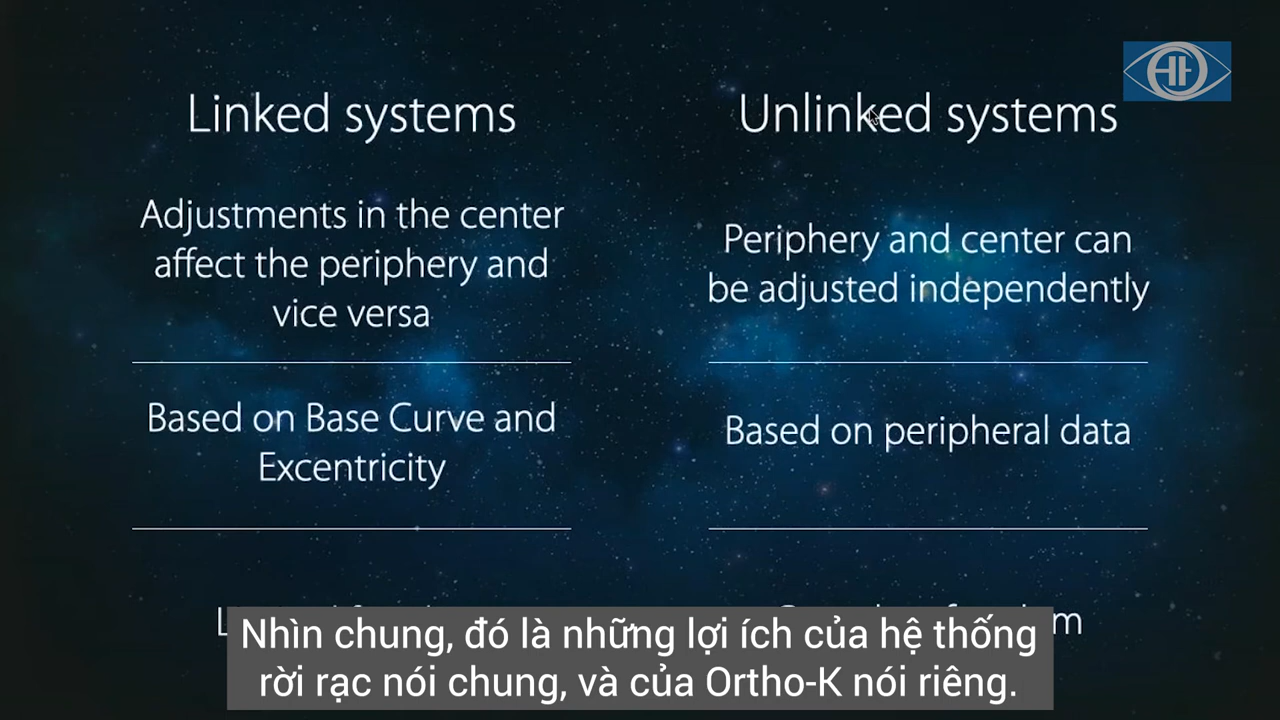 Linked systems
Unlinked systems
Adjustments in the center
affect the periphery and
vice versa
Periphery and center can
be adjusted independently
Based on Base Curve and
Excentricity
Based on peripheral data
Nhìn chung, đó là những lợi ích của hệ thống
rời rạc nói chung, và của Ortho-K nói riêng.